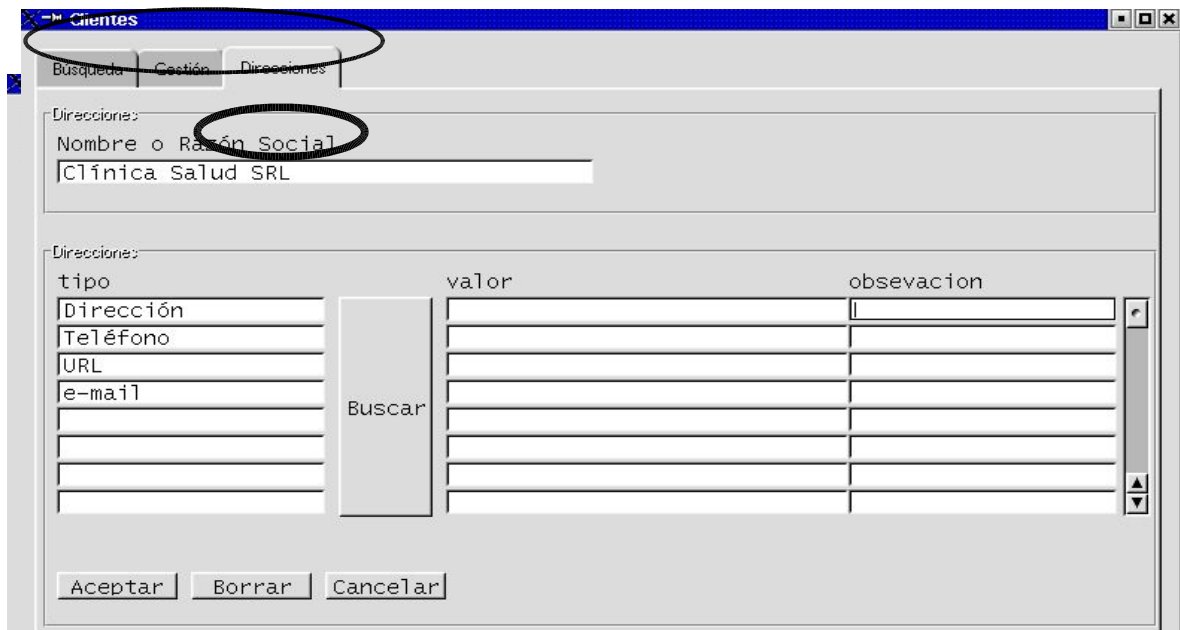 Clientes
Búsqueda Gestión Direcciones
Direcciones
Nombre o Razón Social
Clínica Salud SRL
Direcciones
tipo valor obsevacion
Dirección
Teléfono
URL
e-mail
Buscar
Aceptar Borrar Cancelar